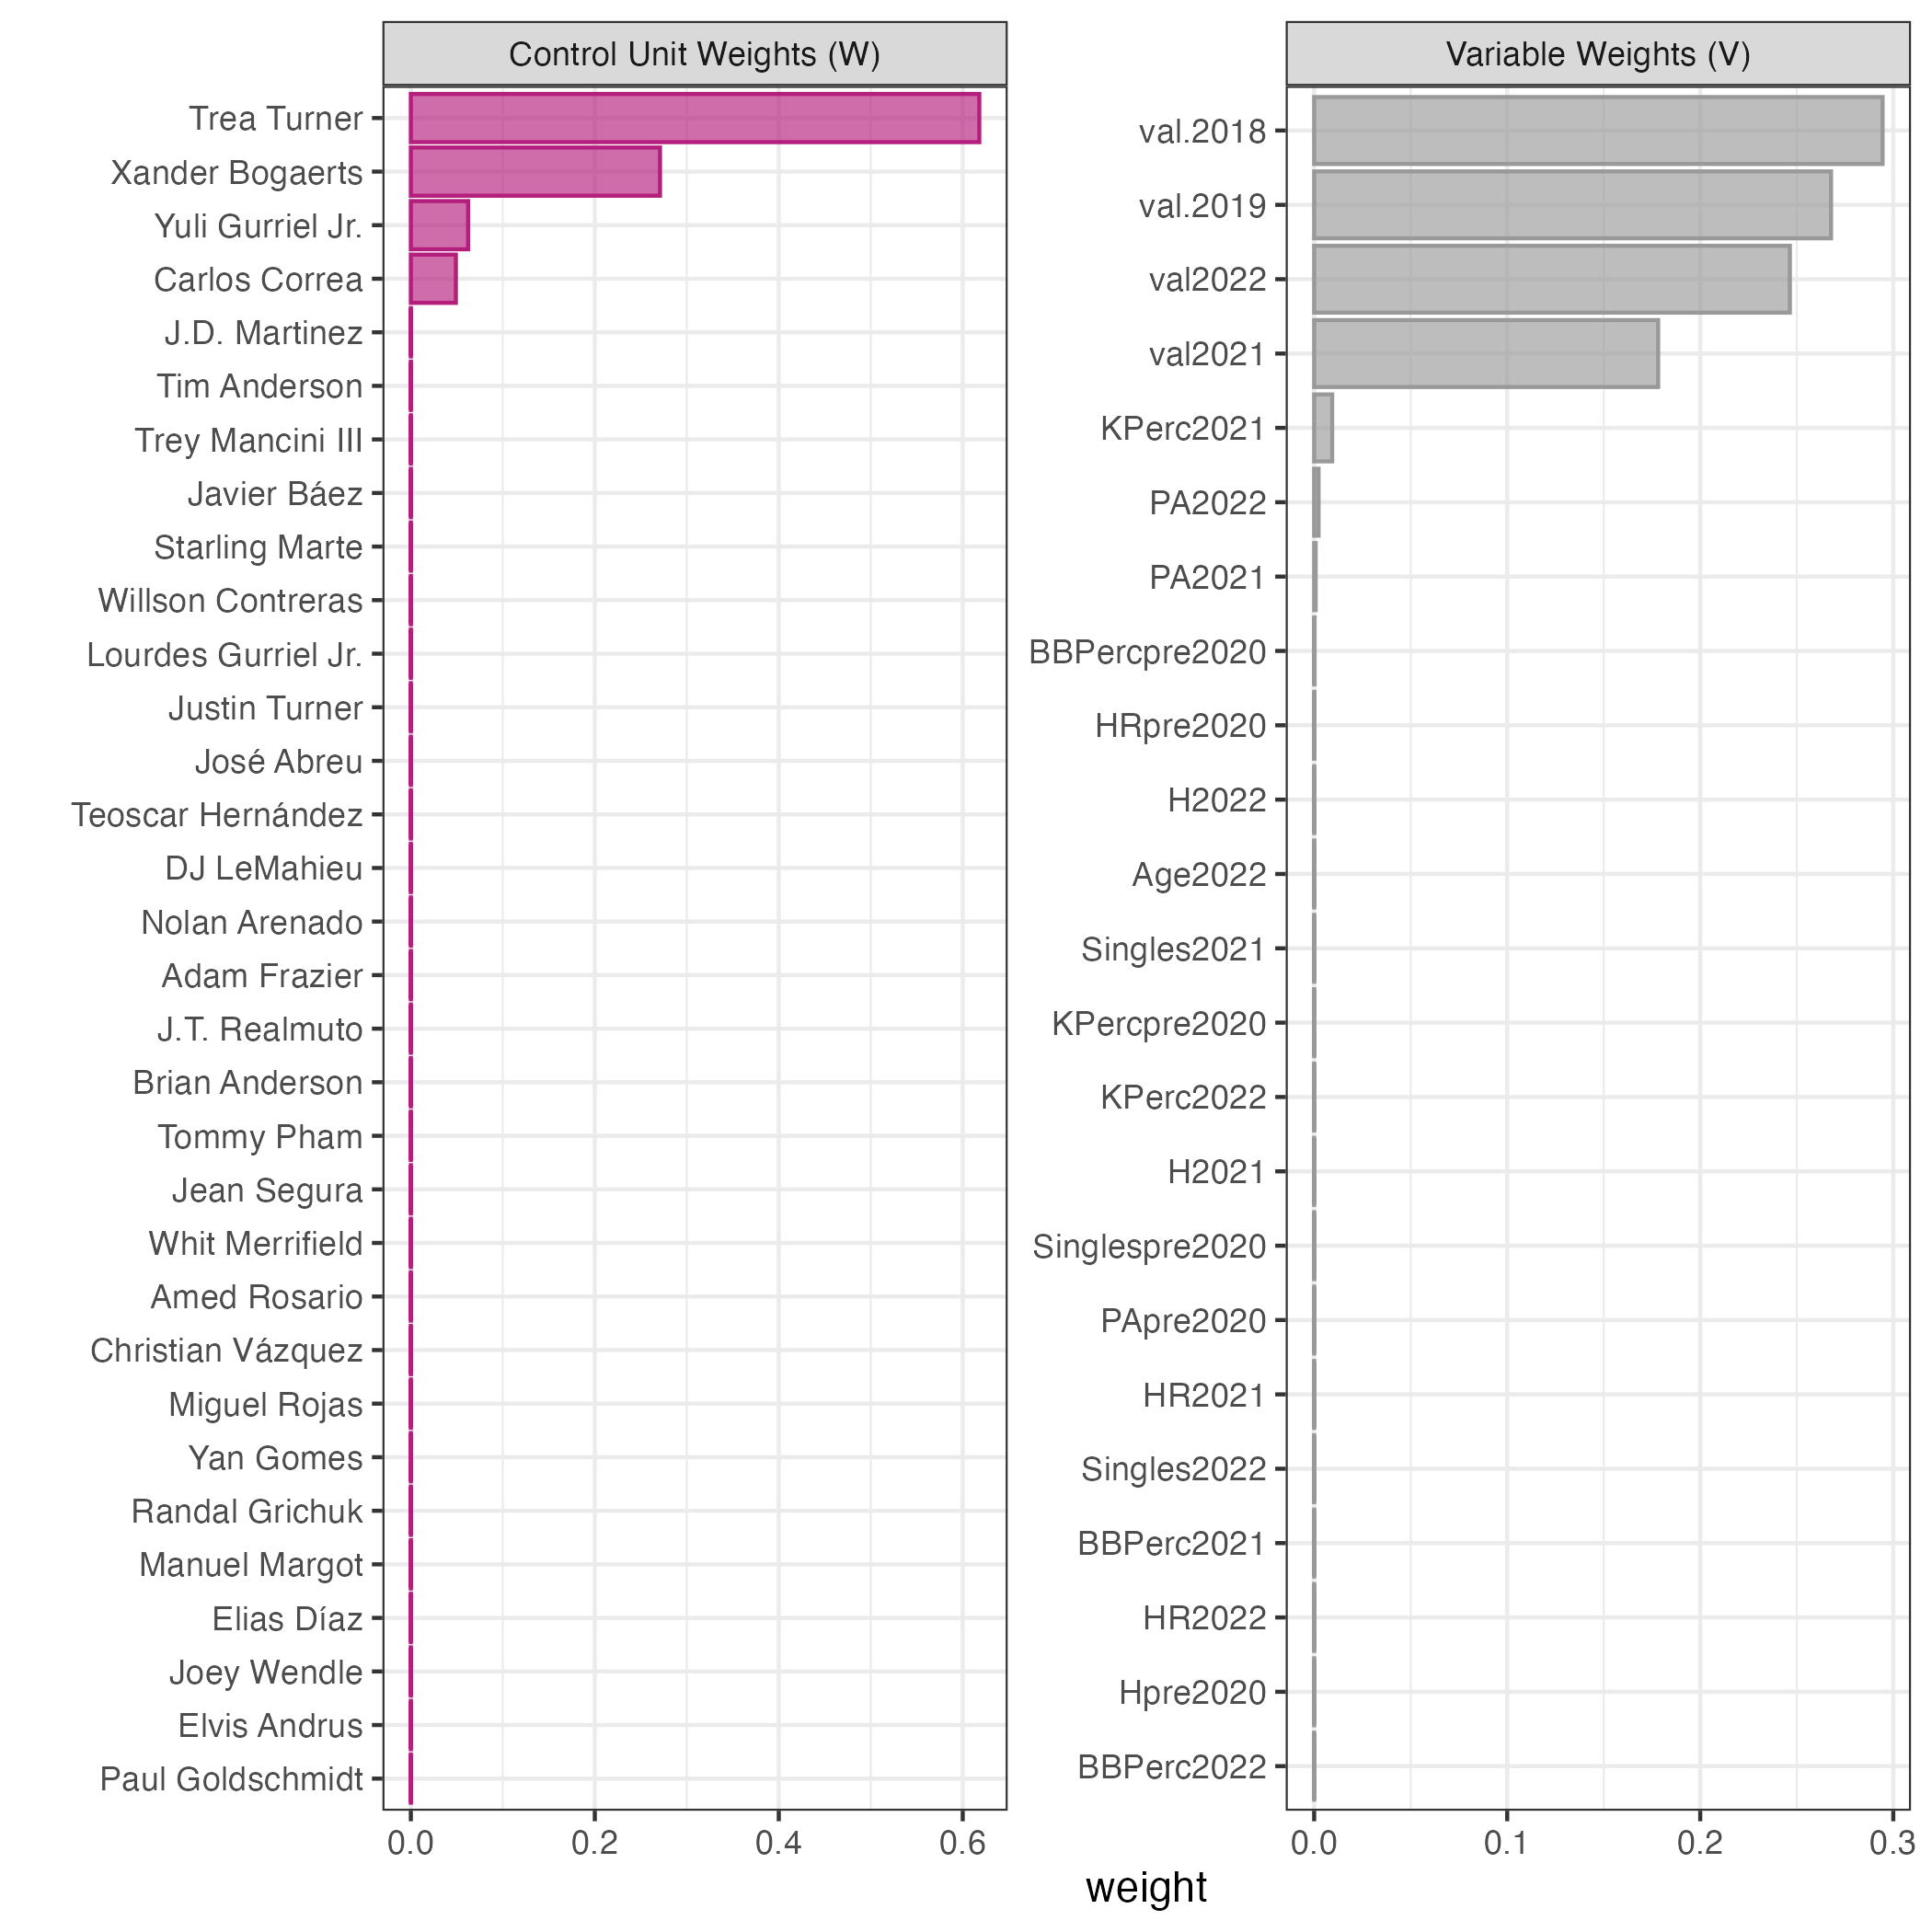 Control Unit Weights (W)
Trea Turner
Xander Bogaerts
Yuli Gurriel Jr.
Carlos Correa
J.D. Martinez
Tim Anderson
Trey Mancini III
Javier Báez
Starling Marte
Willson Contreras
Lourdes Gurriel Jr.
Justin Turner
José Abreu
Teoscar Hernández
DJ LeMahieu
Nolan Arenado
Adam Frazier
J.T. Realmuto
Brian Anderson
Tommy Pham
Jean Segura
Whit Merrifield
Amed Rosario
Christian Vázquez
Miguel Rojas
Yan Gomes
Randal Grichuk
Manuel Margot
Elias Díaz
Joey Wendle
Elvis Andrus
Paul Goldschmidt
0.0 0.2 0.4 0.6
Variable Weights (V)
val.2018
val.2019
val2022
val2021
KPerc2021
PA2022
PA2021
BBPercpre2020
HRpre2020
H2022
Age2022
Singles2021
KPercpre2020
KPerc2022
H2021
Singlespre2020
PApre2020
HR2021
Singles2022
BBPerc2021
HR2022
Hpre2020
BBPerc2022
0.0 0.1 0.2 0.3
weight